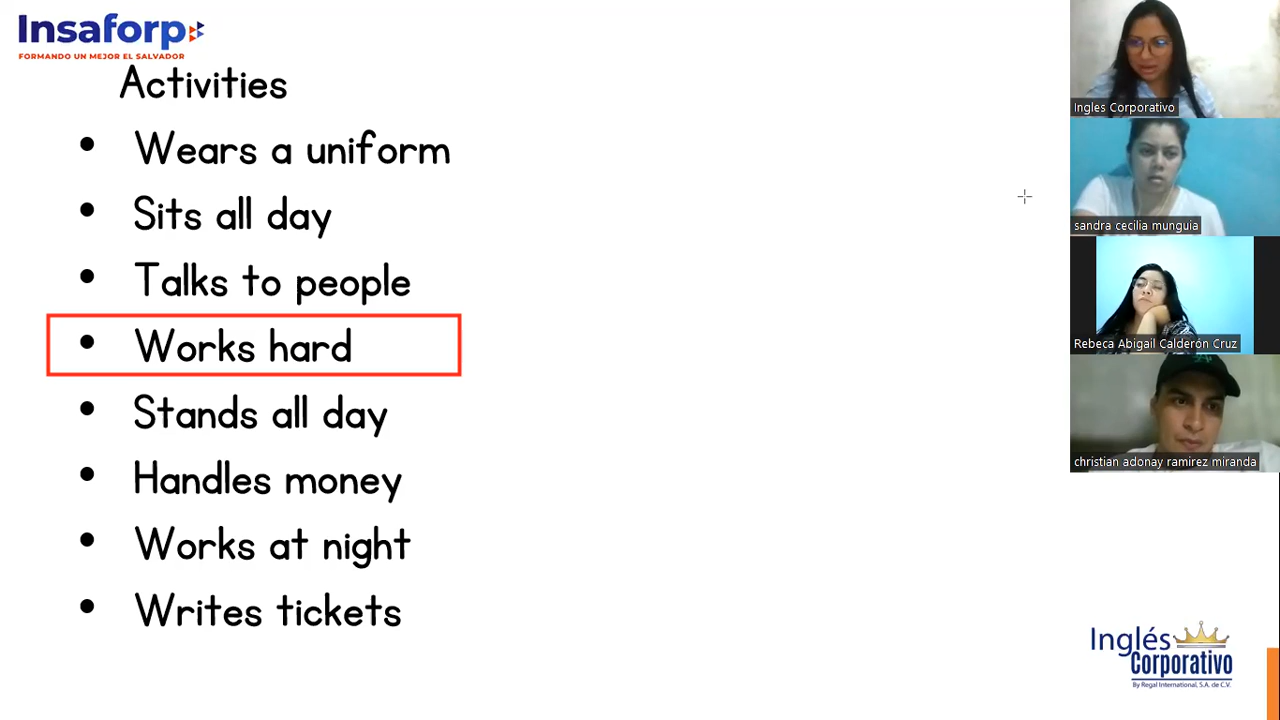 Insaforp
FORMANDO UN MEJOR EL SALVADOR
Activities
• Wears a uniform
• Sits all day
• Talks to people
• Works hard
• Stands all day
• Handles money
• Works at night
• Writes tickets
Ingles Corporativo
sandra cecilia munguia
Rebeca Abigail Calderón Cruz
christian adonay ramirez miranda
Inglés
Corporativo
By Regal International, S.A. de C.V.